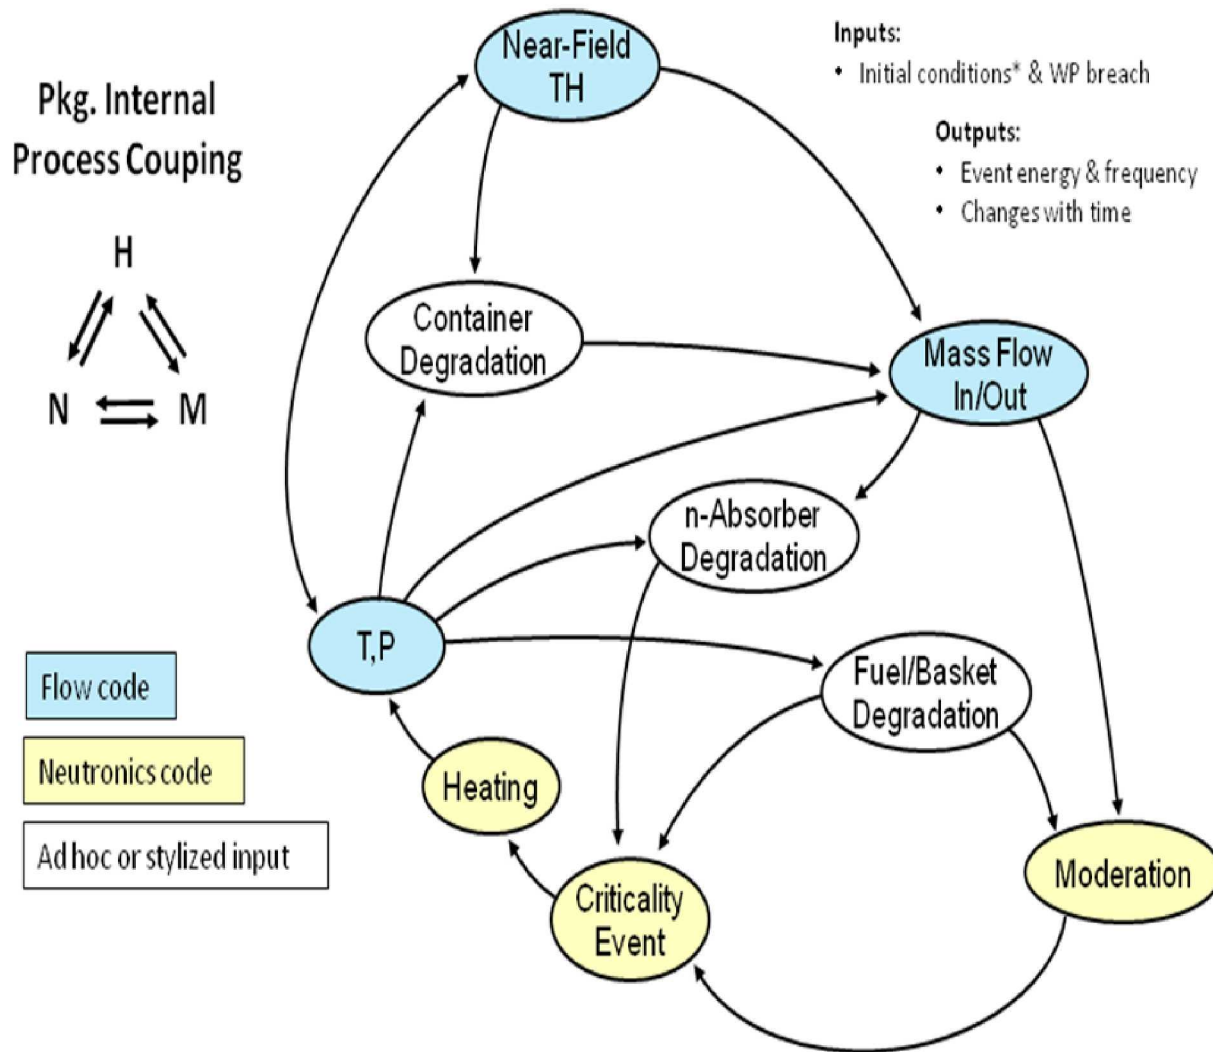 Near-Field
TH
Inputs:
• Initial conditions* & WP breach
Outputs:
• Event energy & frequency
• Changes with time
Pkg. Internal
Process Couping
H
N
M
Container
Degradation
Mass Flow
In/Out
n-Absorber
Degradation
T,P
Fuel/Basket
Degradation
Flow code
Neutronics code
Ad hoc or stylized input
Heating
Criticality
Event
Moderation